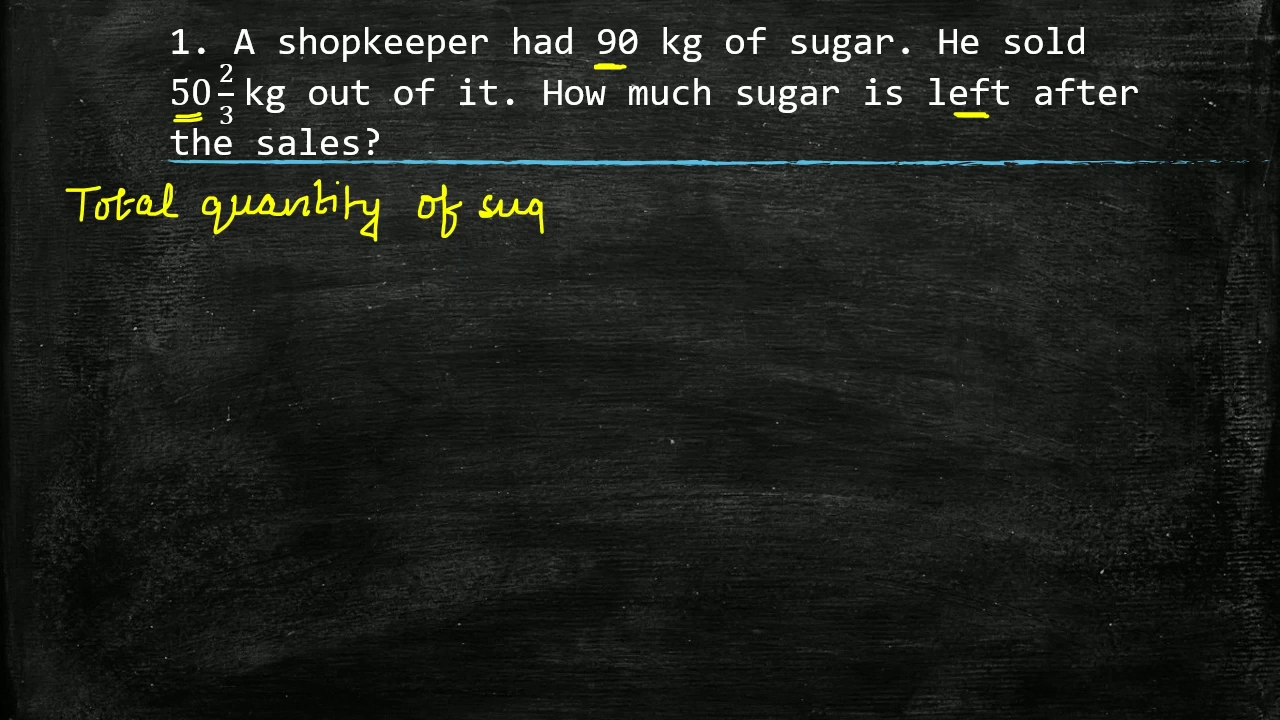 1. A shopkeeper had 90 kg of sugar. He sold
50 2/3 kg out of it. How much sugar is left after
the sales?
Total quantity of sug